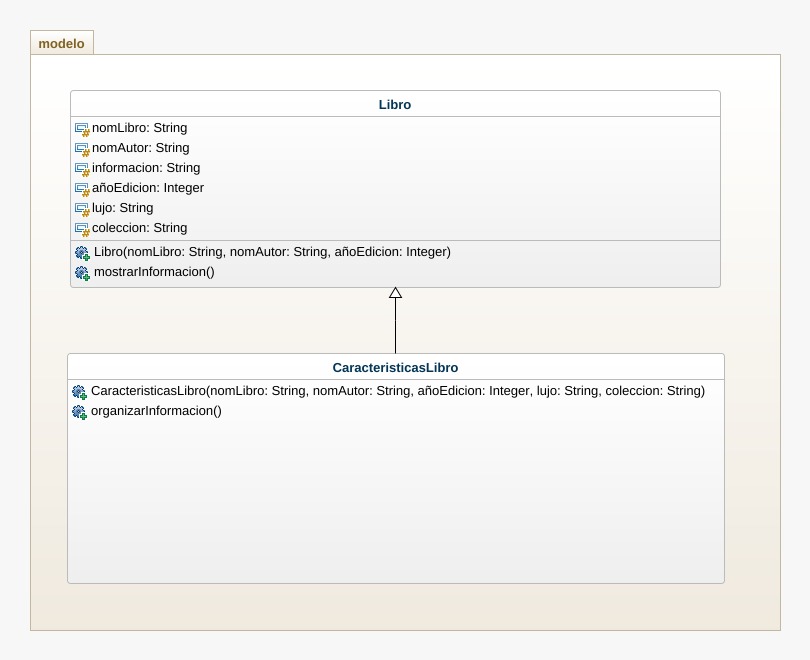 modelo
Libro
nomLibro: String
nomAutor: String
informacion: String
añoEdicion: Integer
lujo: String
coleccion: String
Libro(nomLibro: String, nomAutor: String, añoEdicion: Integer)
mostrarInformacion()
CaracteristicasLibro
CaracteristicasLibro(nomLibro: String, nomAutor: String, añoEdicion: Integer, lujo: String, coleccion: String)
organizarInformacion()